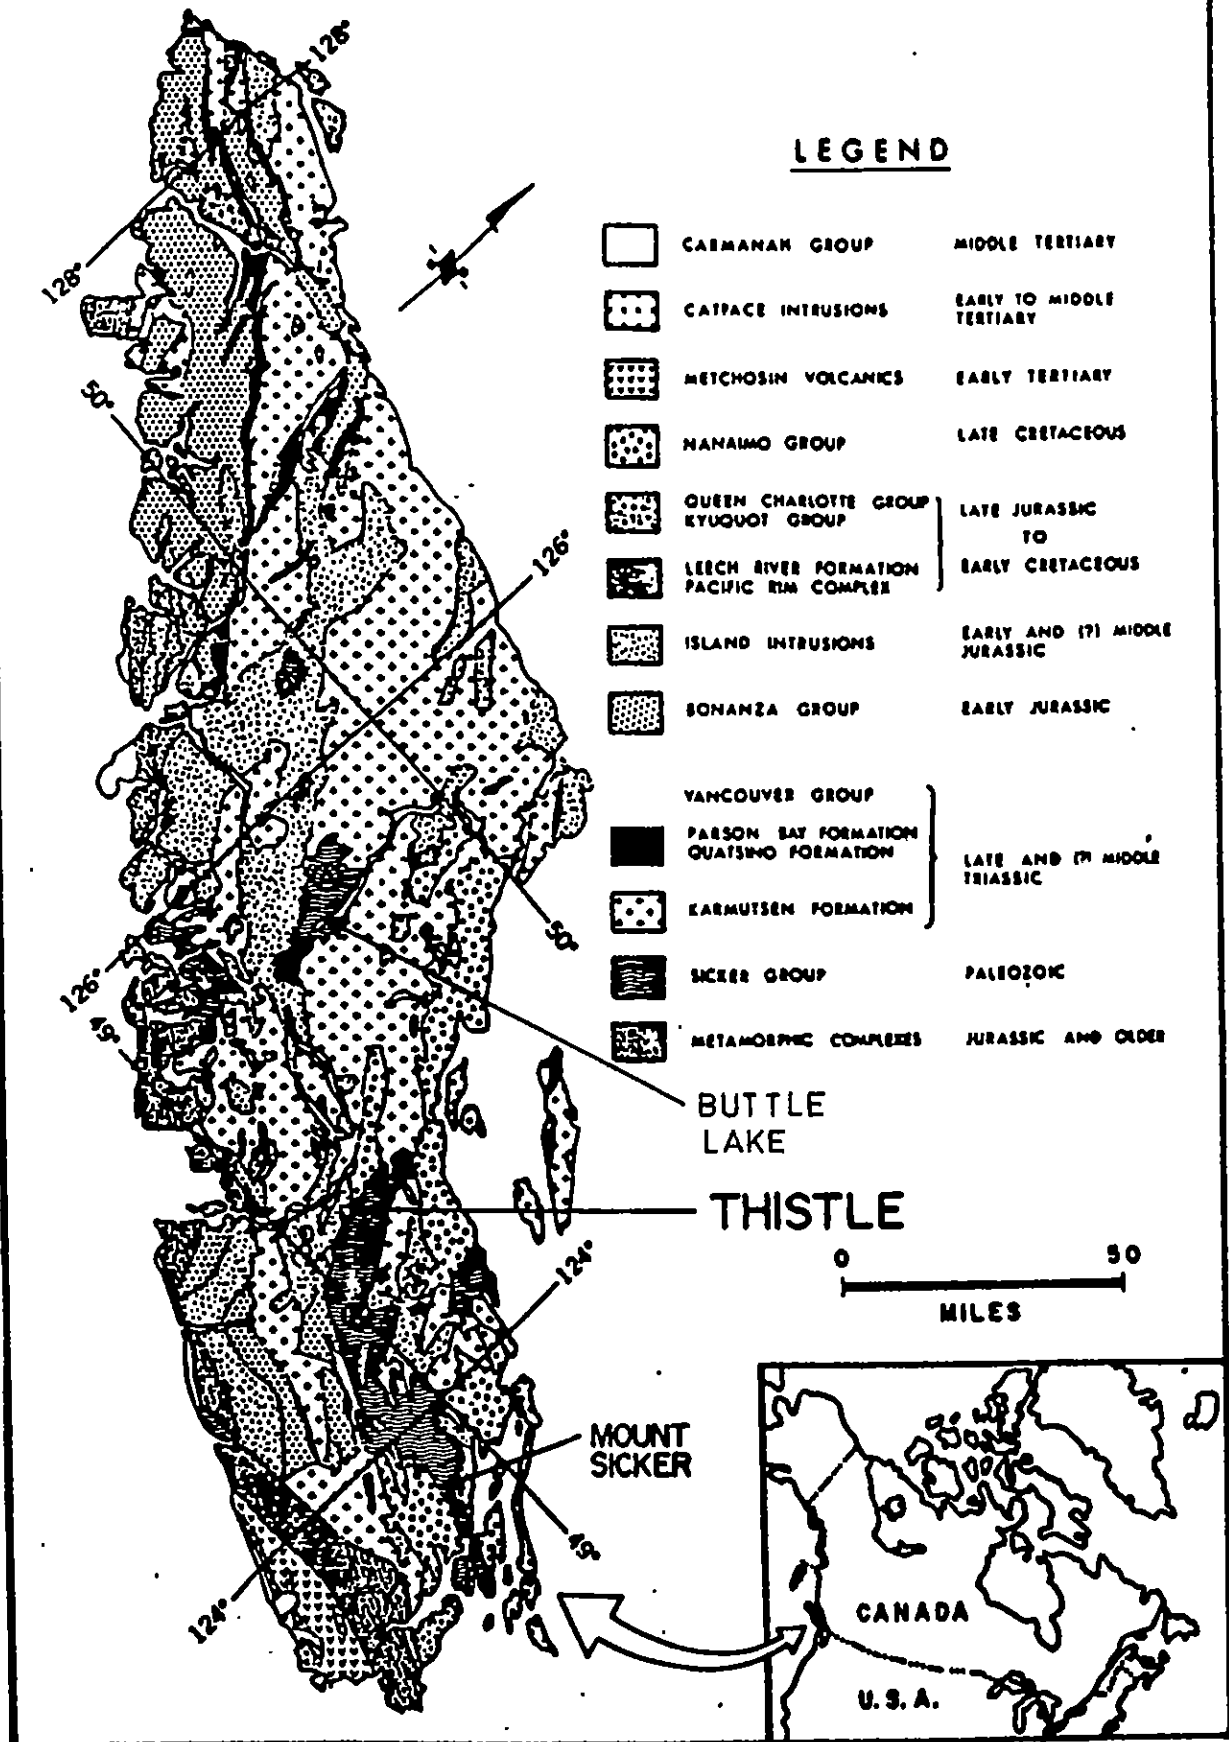 LEGEND
CARMANAH GROUP MIDDLE TERTIARY
CATFACE INTRUSIONS EARLY TO MIDDLE
TERTIARY
METCHOSIN VOLCANICS EARLY TERTIARY
NANAIMO GROUP LATE CRETACEOUS
QUEEN CHARLOTTE GROUP
KYUQUOT GROUP
LATE JURASSIC
TO
EARLY CRETACEOUS
LEECH RIVER FORMATION
PACIFIC RIM COMPLEX
ISLAND INTRUSIONS EARLY AND (?) MIDDLE
JURASSIC
BONANZA GROUP EARLY JURASSIC
VANCOUVER GROUP
PARSON BAY FORMATION
QUATSINO FORMATION
LATE AND (?) MIDDLE
TRIASSIC
KARMUTSEN FORMATION
SICKER GROUP PALEOZOIC
METAMORPHIC COMPLEXES JURASSIC AND OLDER
128°
128°
50°
126°
50°
126°
49°
BUTTLE
LAKE
THISTLE
124°
0 50
MILES
MOUNT
SICKER
49°
124°
CANADA
U.S.A.